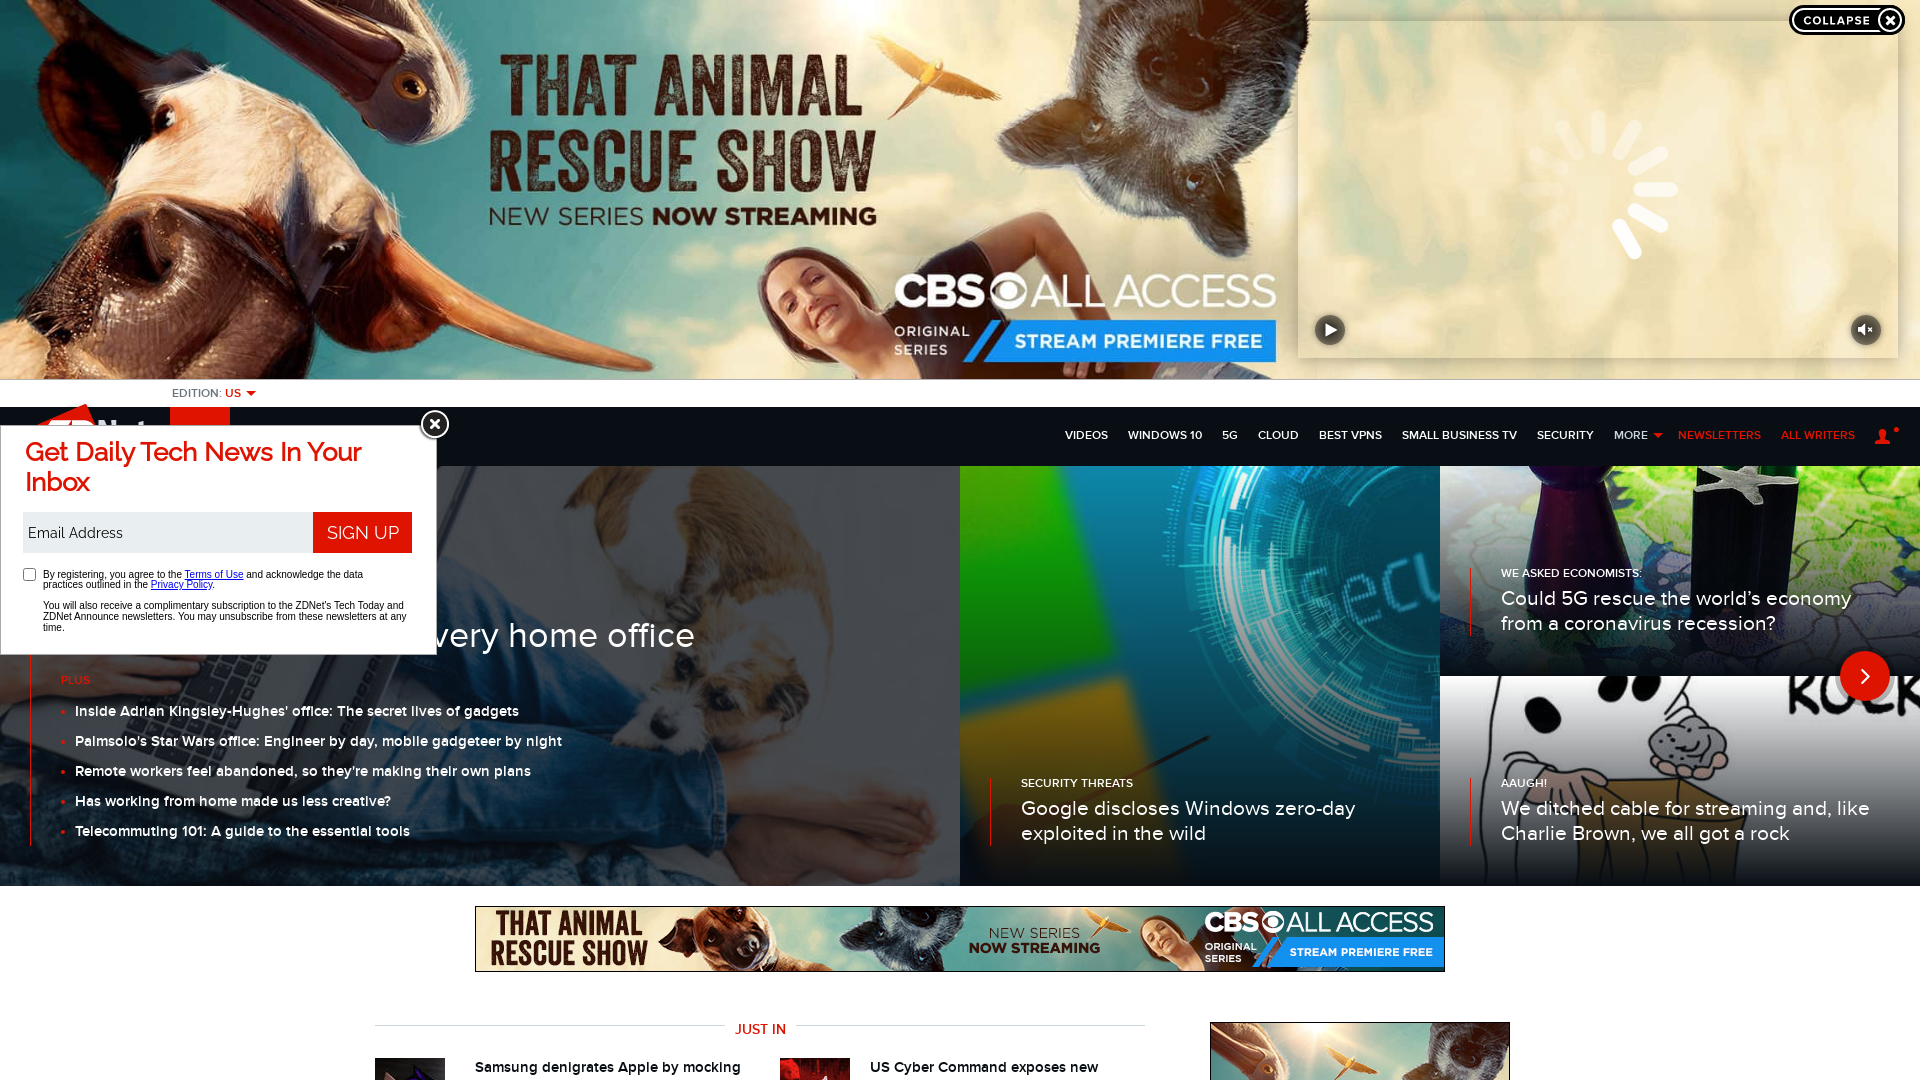 COLLAPSE
THAT ANIMAL
RESCUE SHOW
NEW SERIES NOW STREAMING
CBS ALL ACCESS
ORIGINAL
SERIES
STREAM PREMIERE FREE
EDITION: US
VIDEOS WINDOWS 10 5G CLOUD BEST VPNS SMALL BUSINESS TV SECURITY MORE NEWSLETTERS ALL WRITERS
Get Daily Tech News In Your
Inbox
Email Address
SIGN UP
By registering, you agree to the Terms of Use and acknowledge the data
practices outlined in the Privacy Policy.
You will also receive a complimentary subscription to the ZDNet's Tech Today and
ZDNet Announce newsletters. You may unsubscribe from these newsletters at any
time.
very home office
PLUS
Inside Adrian Kingsley-Hughes' office: The secret lives of gadgets
Palmsolo's Star Wars office: Engineer by day, mobile gadgeteer by night
Remote workers feel abandoned, so they're making their own plans
Has working from home made us less creative?
Telecommuting 101: A guide to the essential tools
Secu
SECURITY THREATS
Google discloses Windows zero-day
exploited in the wild
WE ASKED ECONOMISTS:
Could 5G rescue the world’s economy
from a coronavirus recession?
ROCK
AAUGH!
We ditched cable for streaming and, like
Charlie Brown, we all got a rock
THAT ANIMAL
RESCUE SHOW
NEW SERIES
NOW STREAMING
CBS ALL ACCESS
ORIGINAL
SERIES
STREAM PREMIERE FREE
JUST IN
Samsung denigrates Apple by mocking
US Cyber Command exposes new